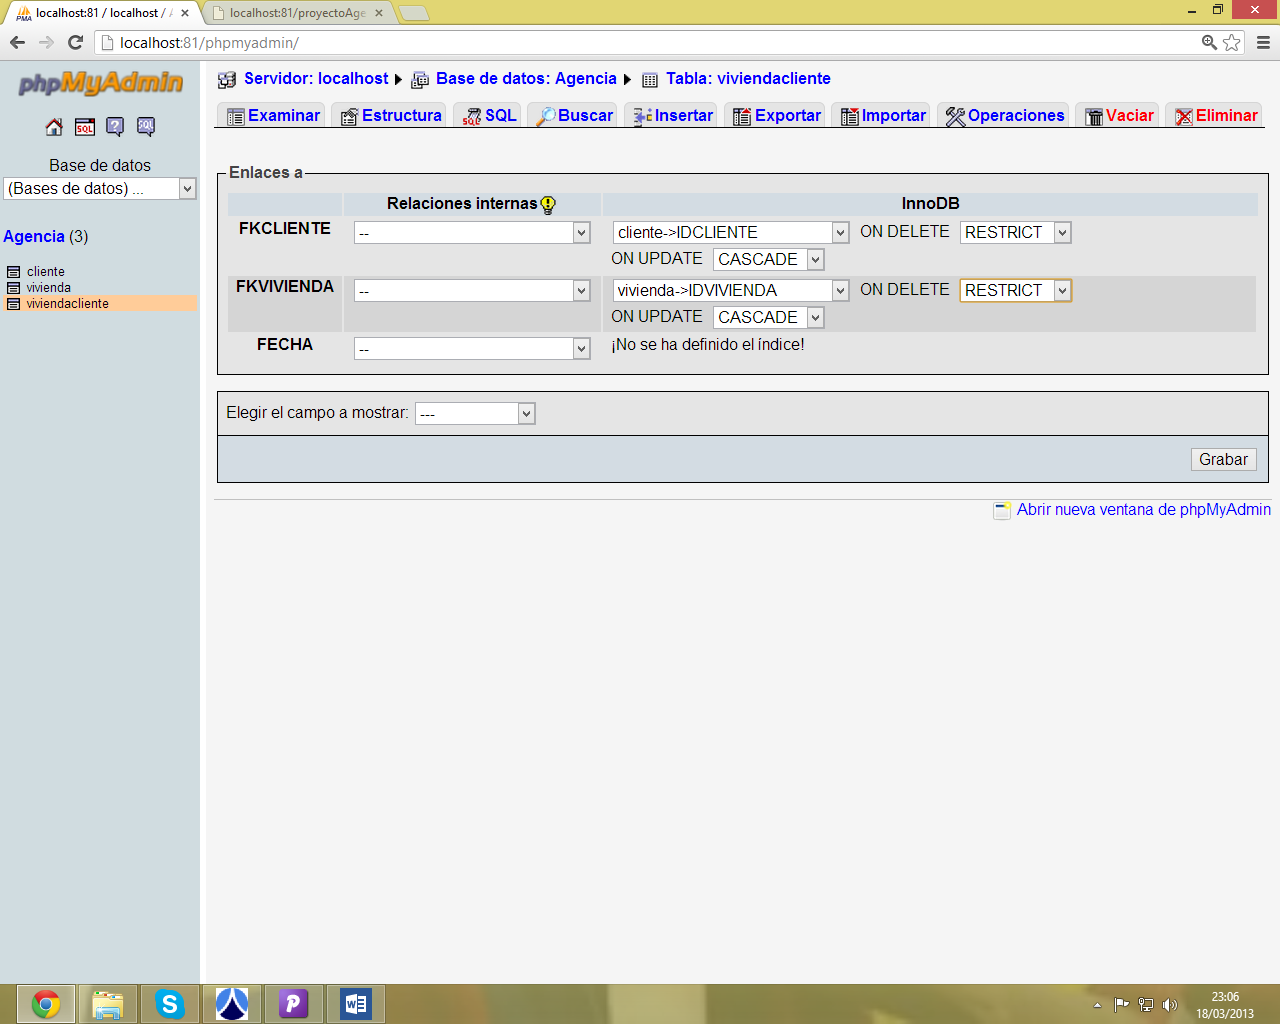 localhost:81 / localhost / A
localhost:81/proyectoAge
localhost:81/phpmyadmin/
phpMyAdmin
Base de datos
(Bases de datos) ...
Agencia (3)
cliente
vivienda
viviendacliente
Servidor: localhost
Base de datos: Agencia
Tabla: viviendacliente
Examinar
Estructura
SQL
Buscar
Insertar
Exportar
Importar
Operaciones
Vaciar
Eliminar
Enlaces a
Relaciones internas
InnoDB
FKCLIENTE
--
cliente->IDCLIENTE
ON DELETE
RESTRICT
ON UPDATE
CASCADE
FKVIVIENDA
--
vivienda->IDVIVIENDA
ON DELETE
RESTRICT
ON UPDATE
CASCADE
FECHA
--
¡No se ha definido el índice!
Elegir el campo a mostrar:
---
Grabar
Abrir nueva ventana de phpMyAdmin
23:06
18/03/2013